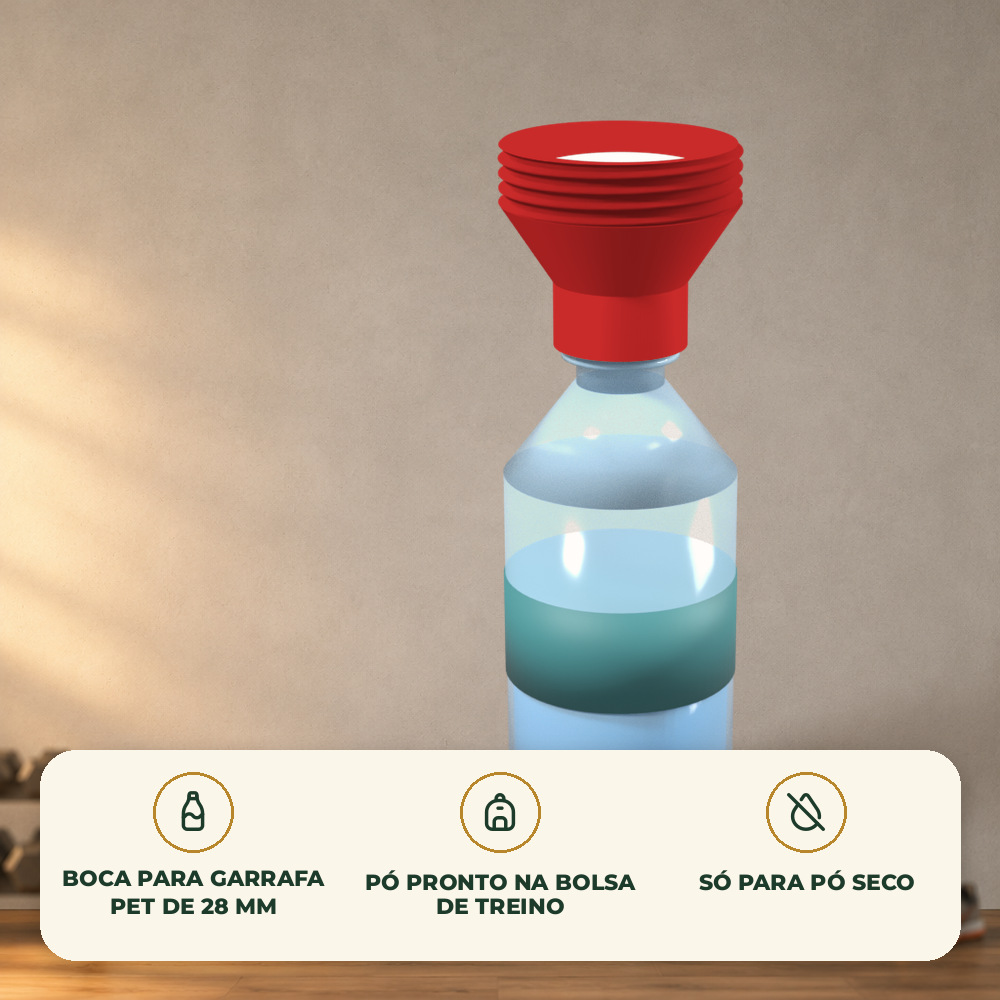 BOCA PARA GARRAFA
PET DE 28 MM
PÓ PRONTO NA BOLSA
DE TREINO
SÓ PARA PÓ SECO